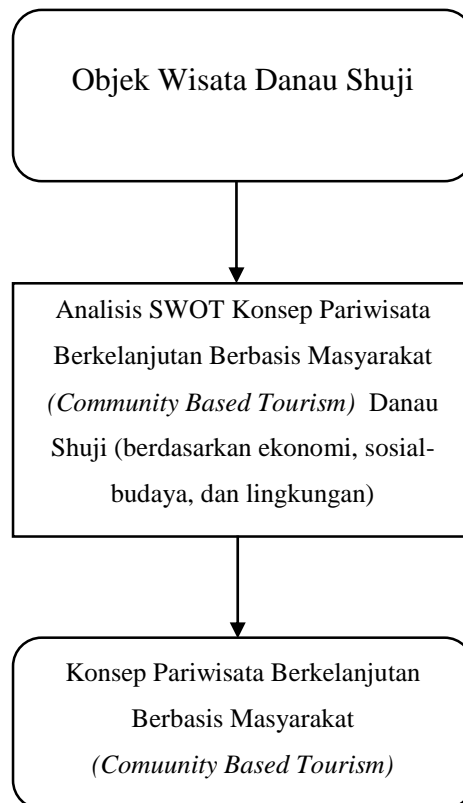 Objek Wisata Danau Shuji
Analisis SWOT Konsep Pariwisata
Berkelanjutan Berbasis Masyarakat
(Community Based Tourism) Danau
Shuji (berdasarkan ekonomi, sosial-
budaya, dan lingkungan)
Konsep Pariwisata Berkelanjutan
Berbasis Masyarakat
(Comuunity Based Tourism)